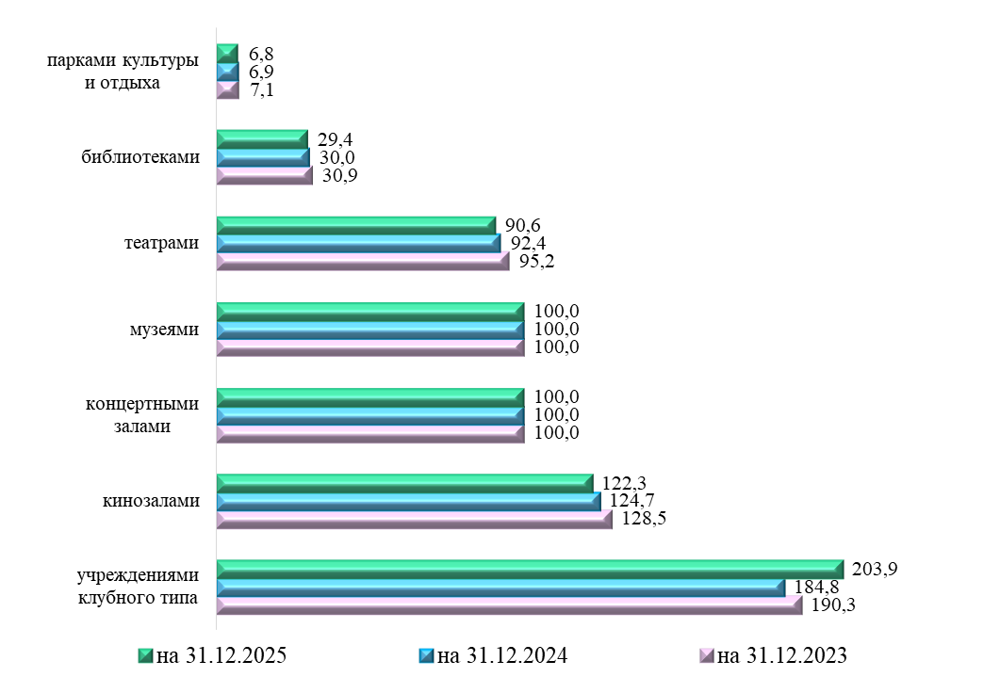 парками культуры
и отдыха
6,8
6,9
7,1
библиотеками
29,4
30,0
30,9
театрами
90,6
92,4
95,2
музеями
100,0
100,0
100,0
концертными
залами
100,0
100,0
100,0
кинозалами
122,3
124,7
128,5
учреждениями
клубного типа
203,9
184,8
190,3
на 31.12.2025
на 31.12.2024
на 31.12.2023